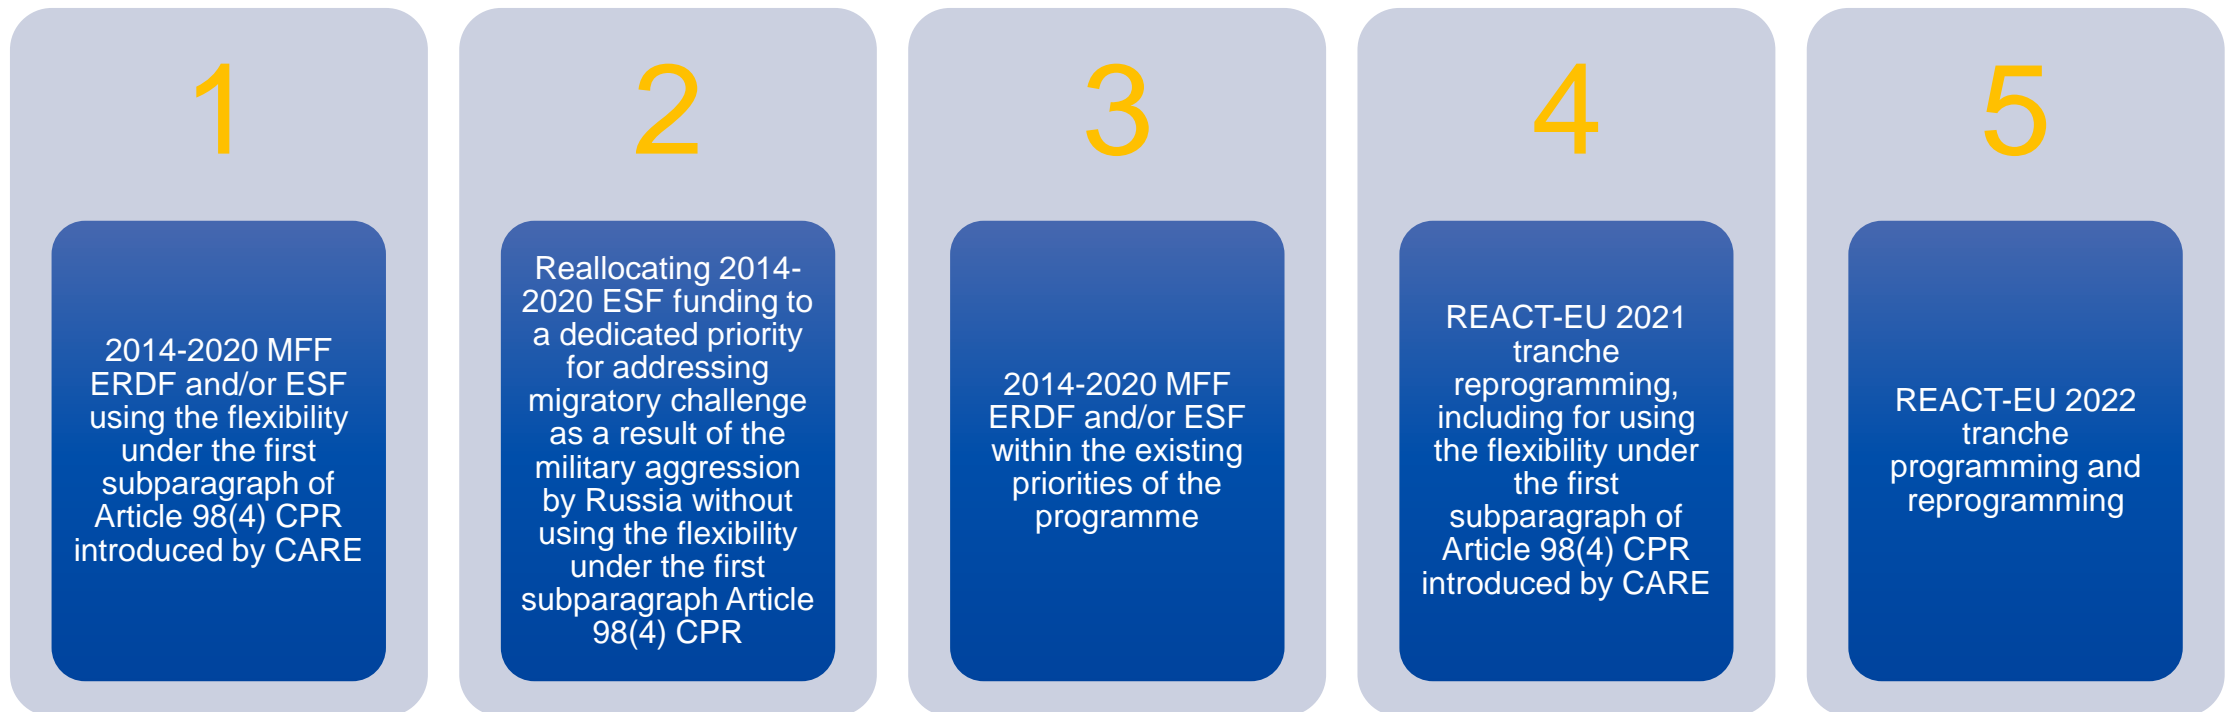 1
2014-2020 MFF
ERDF and/or ESF
using the flexibility
under the first
subparagraph of
Article 98(4) CPR
introduced by CARE
2
Reallocating 2014-
2020 ESF funding to
a dedicated priority
for addressing
migratory challenge
as a result of the
military aggression
by Russia without
using the flexibility
under the first
subparagraph Article
98(4) CPR
3
2014-2020 MFF
ERDF and/or ESF
within the existing
priorities of the
programme
4
REACT-EU 2021
tranche
reprogramming,
including for using
the flexibility under
the first
subparagraph of
Article 98(4) CPR
introduced by CARE
5
REACT-EU 2022
tranche
programming and
reprogramming